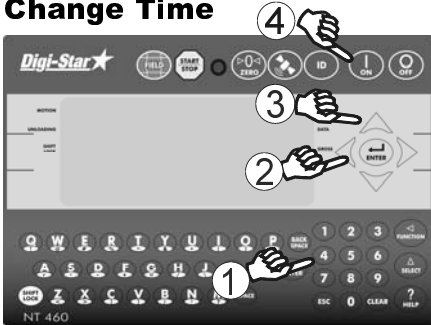 Change Time
4
Digi-Star
FIELD
START
STOP
▷0◁
ZERO
ID
ON
OFF
3
MOTION
UNLOADING
SHIFT
LOCK
DATA
GROSS
ENTER
2
Q W E R T Y U I O P BACK
SPACE
1 2 3 FUNCTION
A S D F G H J
4 5 6 SELECT
1
7 8 9
SHIFT
LOCK Z X C V B N
ESC 0 CLEAR ? HELP
NT 460